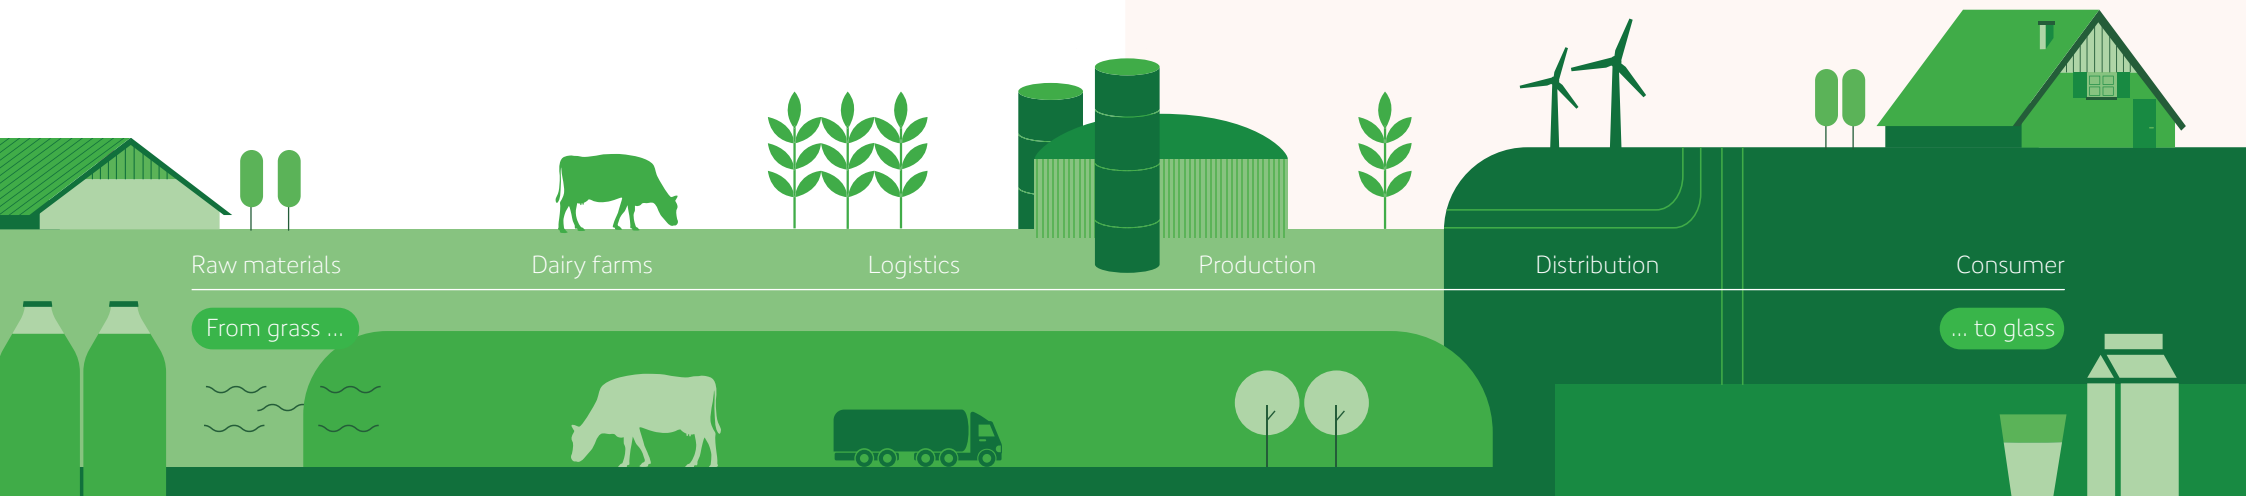 Raw materials
Dairy farms
Logistics
Production
Distribution
Consumer
From grass ...
... to glass